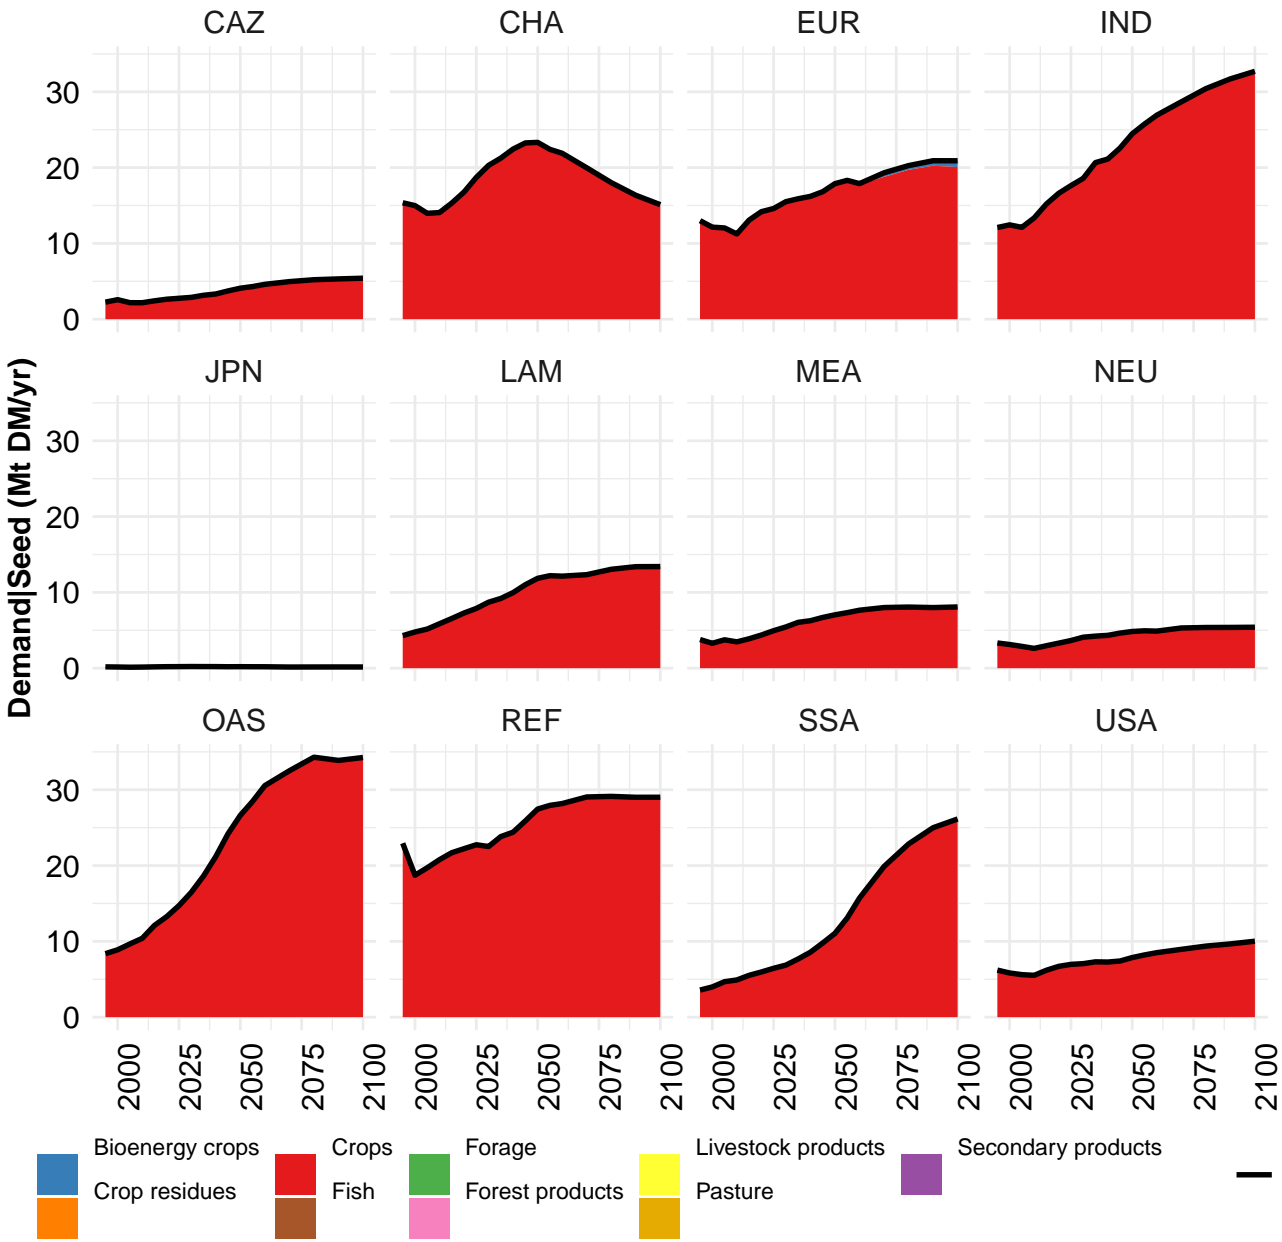 CAZ CHA EUR IND
30
20
10
0
JPN LAM MEA NEU
30
20
10
0
Demand|Seed (Mt DM/yr)
OAS REF SSA USA
30
20
10
0
2000 2025 2050 2075 2100 2000 2025 2050 2075 2100 2000 2025 2050 2075 2100 2000 2025 2050 2075 2100
Bioenergy crops Crops Forage Livestock products Secondary products
Crop residues Fish Forest products Pasture